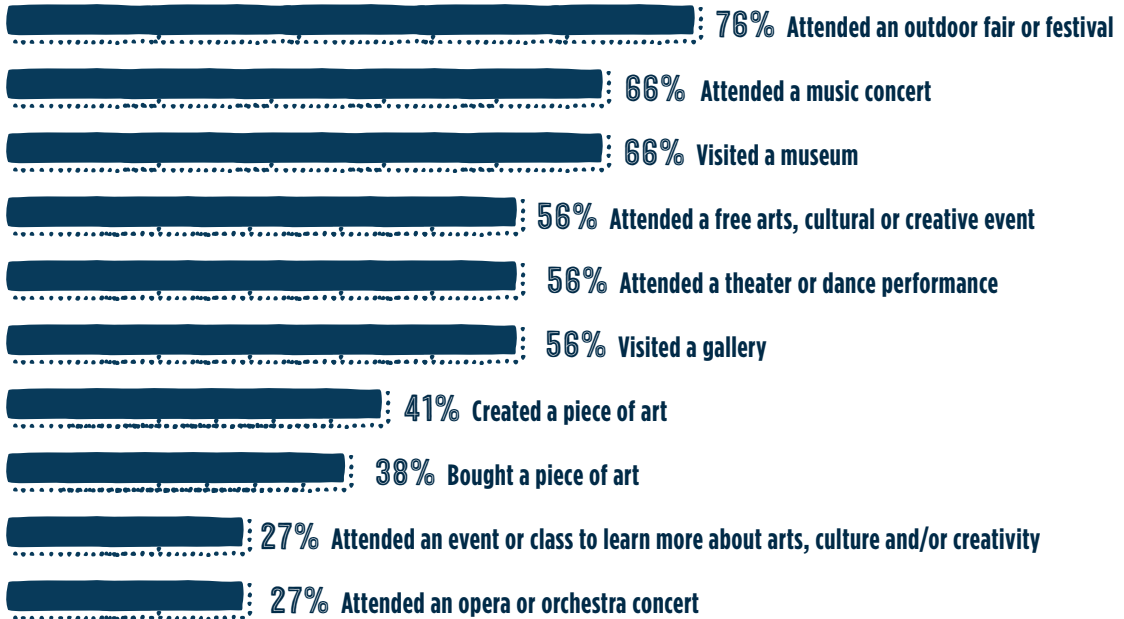 76% Attended an outdoor fair or festival
66% Attended a music concert
66% Visited a museum
56% Attended a free arts, cultural or creative event
56% Attended a theater or dance performance
56% Visited a gallery
41% Created a piece of art
38% Bought a piece of art
27% Attended an event or class to learn more about arts, culture and/or creativity
27% Attended an opera or orchestra concert